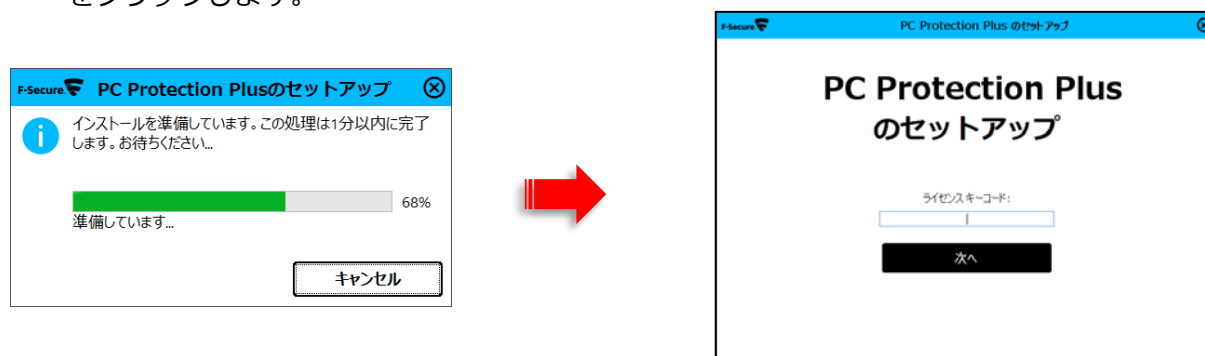 をクリックします。
F-Secure. PC Protection Plusのセットアップ
インストールを準備しています。この処理は1分以内に完了
します。お待ちください...
68%
準備しています...
キャンセル
F-Secure. PC Protection Plus のセットアップ
PC Protection Plus
のセットアップ
ライセンス キーコード:
次へ